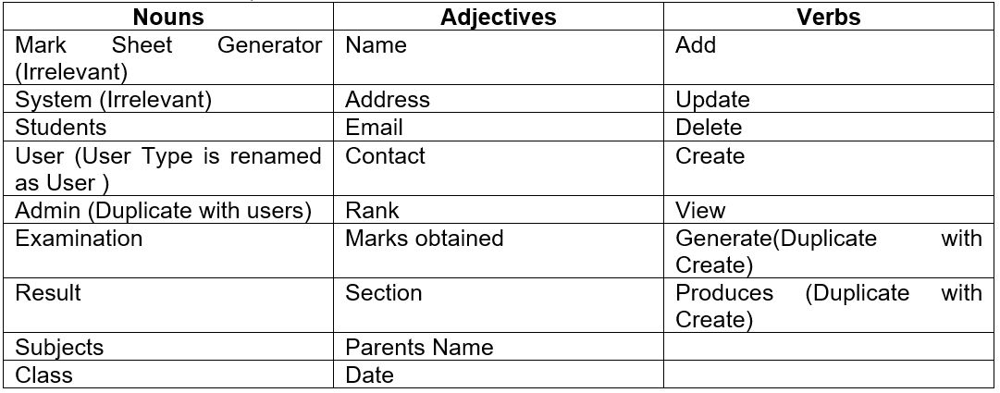 Nouns Adjectives Verbs
Mark Sheet Generator Name Add
(Irrelevant)
System (Irrelevant) Address Update
Students Email Delete
User (User Type is renamed Contact Create
as User )
Admin (Duplicate with users) Rank View
Examination Marks obtained Generate(Duplicate with
Create)
Result Section Produces (Duplicate with
Create)
Subjects Parents Name
Class Date